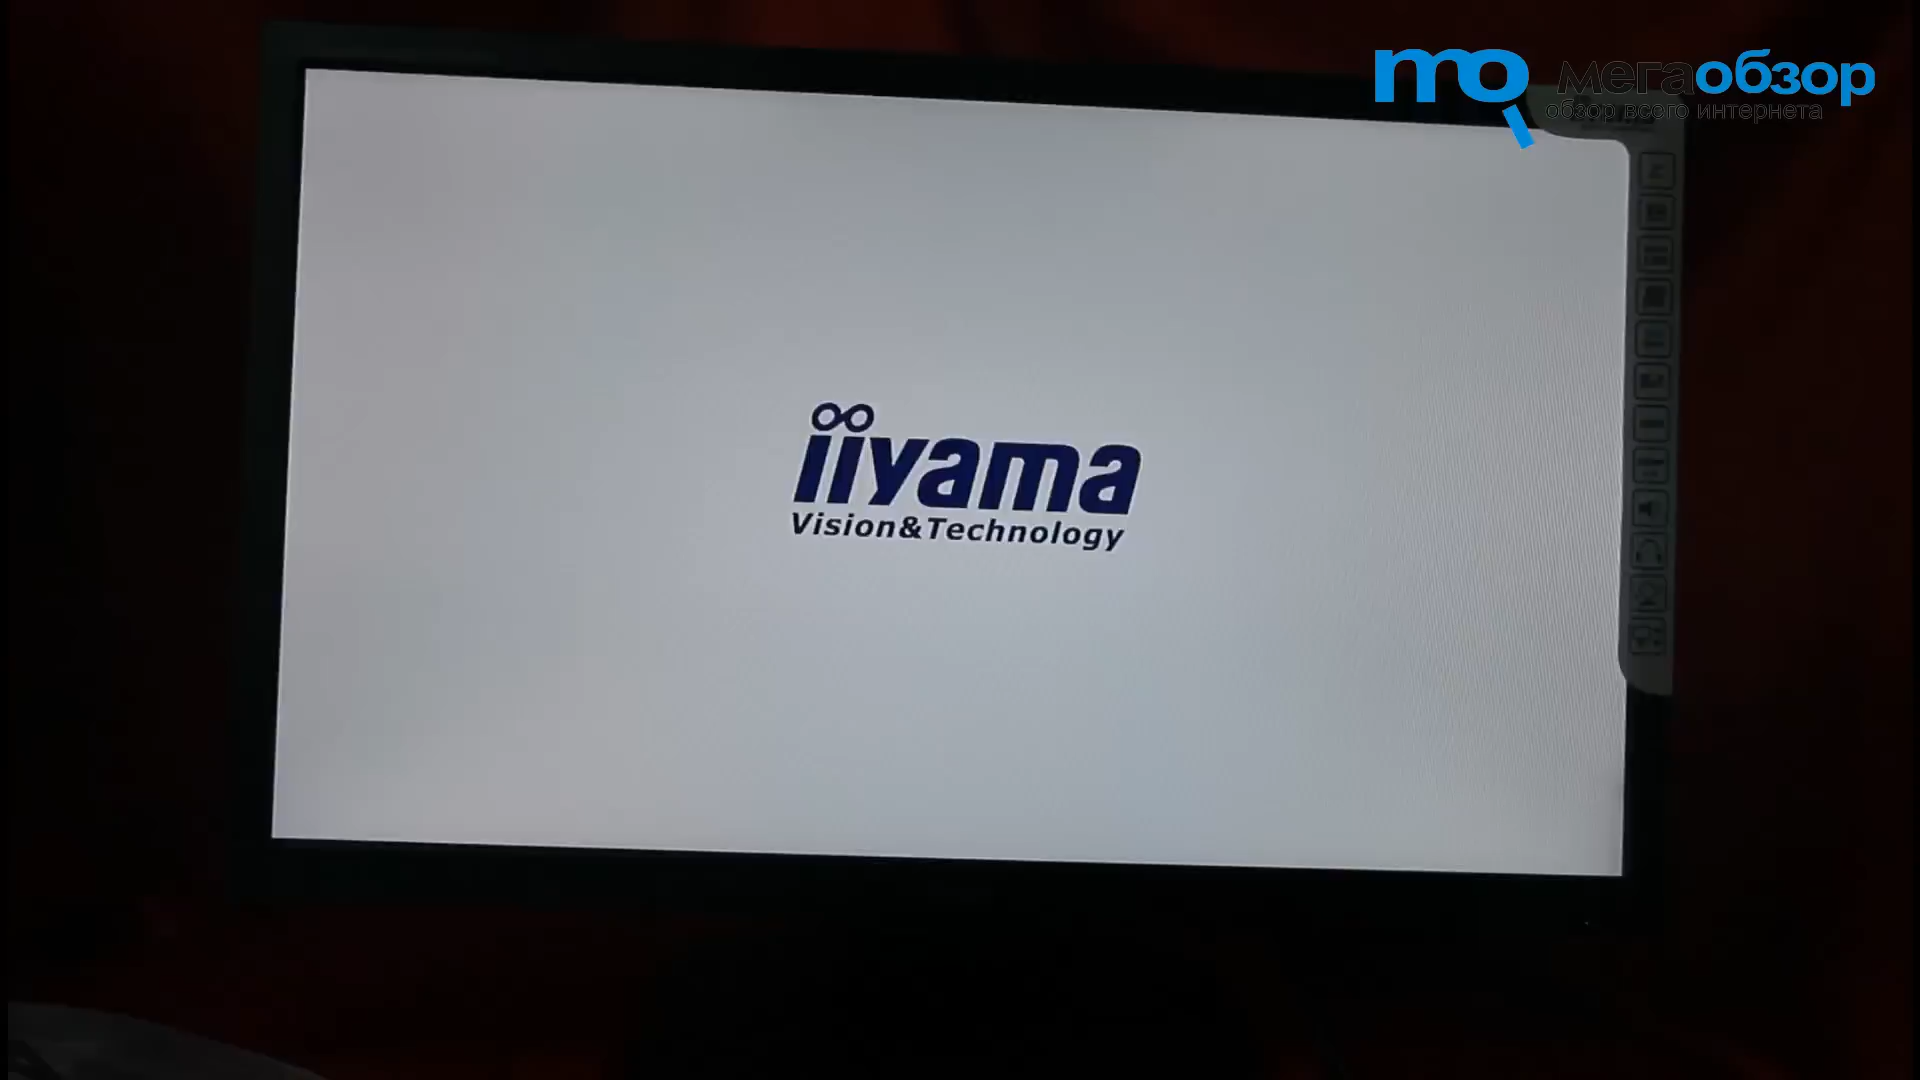 mo мегаобзор
обзор всего интернета
iiyama
Vision&Technology